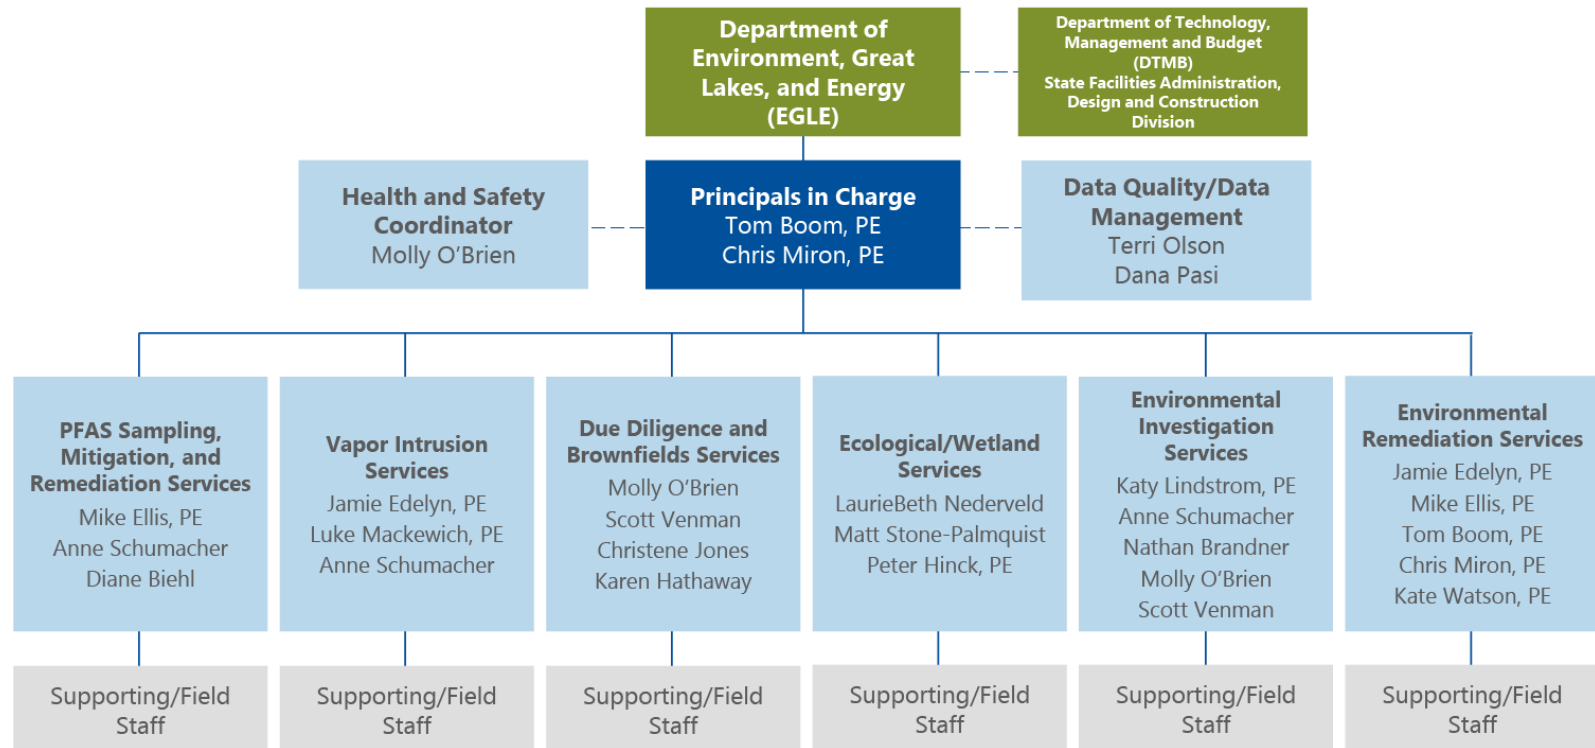 Department of
Environment, Great
Lakes, and Energy
(EGLE)
Department of Technology,
Management and Budget
(DTMB)
State Facilities Administration,
Design and Construction
Division
Health and Safety
Coordinator
Molly O’Brien
Principals in Charge
Tom Boom, PE
Chris Miron, PE
Data Quality/Data
Management
Terri Olson
Dana Pasi
PFAS Sampling,
Mitigation, and
Remediation Services
Mike Ellis, PE
Anne Schumacher
Diane Biehl
Vapor Intrusion
Services
Jamie Edelyn, PE
Luke Mackewich, PE
Anne Schumacher
Due Diligence and
Brownfields Services
Molly O’Brien
Scott Venman
Christene Jones
Karen Hathaway
Ecological/Wetland
Services
LaurieBeth Nederveld
Matt Stone-Palmquist
Peter Hinck, PE
Environmental
Investigation
Services
Katy Lindstrom, PE
Anne Schumacher
Nathan Brandner
Molly O’Brien
Scott Venman
Environmental
Remediation Services
Jamie Edelyn, PE
Mike Ellis, PE
Tom Boom, PE
Chris Miron, PE
Kate Watson, PE
Supporting/Field
Staff
Supporting/Field
Staff
Supporting/Field
Staff
Supporting/Field
Staff
Supporting/Field
Staff
Supporting/Field
Staff